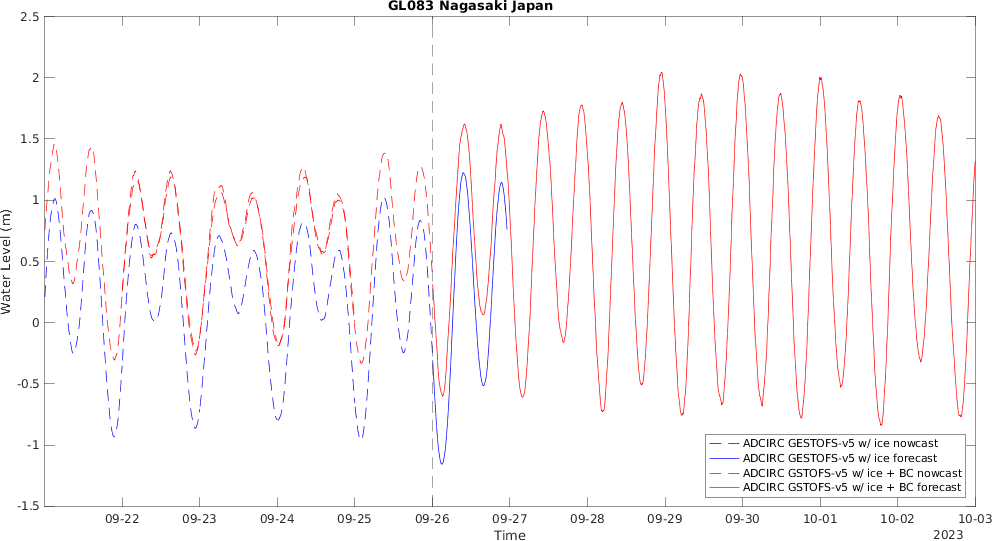 GL083 Nagasaki Japan
2.5
2
1.5
1
0.5
0
-0.5
-1
-1.5
Water Level (m)
ADCIRC GESTOFS-v5 w/ ice nowcast
ADCIRC GESTOFS-v5 w/ ice forecast
ADCIRC GSTOFS-v5 w/ ice + BC nowcast
ADCIRC GSTOFS-v5 w/ ice + BC forecast
09-22 09-23 09-24 09-25 09-26 09-27 09-28 09-29 09-30 10-01 10-02 10-03
Time
2023